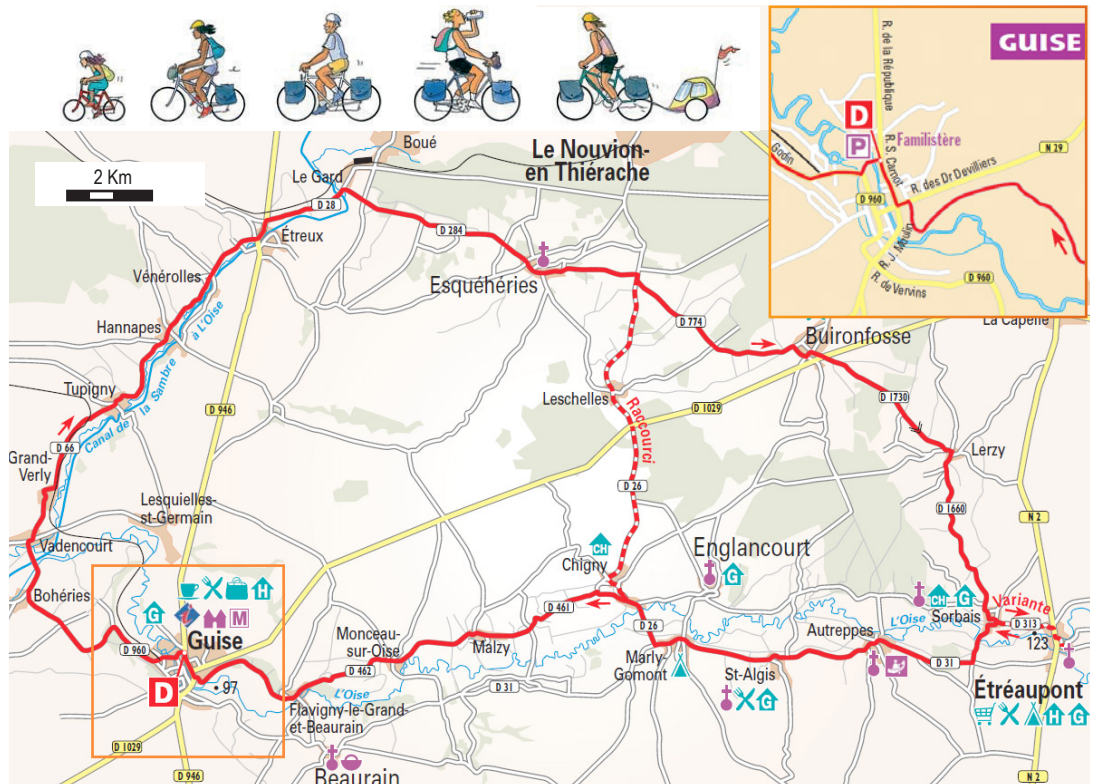 GUISE
R. de la République
D
P
Familistère
R. S. Carnot
Godin
N 29
R. des Dr Devilliers
D 960
R. J. Moulin
D 960
R. de Vervins
2 Km
Boué
Le Nouvion-
en Thiérache
Le Gard
D 28
D 284
Étreux
Esquéhéries
Vénérolles
D 774
La Capelle
Hannapes
à L'Oise
Buironfosse
Tupigny
Canal de la Sambre
D 946
Leschelles
Raccourci
D 1029
D 1730
D 66
Grand-
Verly
Lerzy
Lesquielles-
st-Germain
D 26
D 1660
N 2
Vadencourt
CH
Chigny
Englancourt
G
Bohéries
H
G
M
Guise
D 461
D 26
CH
G
Sorbais
Variante
L'Oise
D 313
Autreppes
123
D 960
Monceau-
sur-Oise
Malzy
D 462
Marly-
Gomont
St-Algis
G
D 31
D
97
L'Oise
D 31
Étréaupont
H
G
Flavigny-le-Grand-
et-Beaurain
D 1029
D 946
Beaurain
N 2